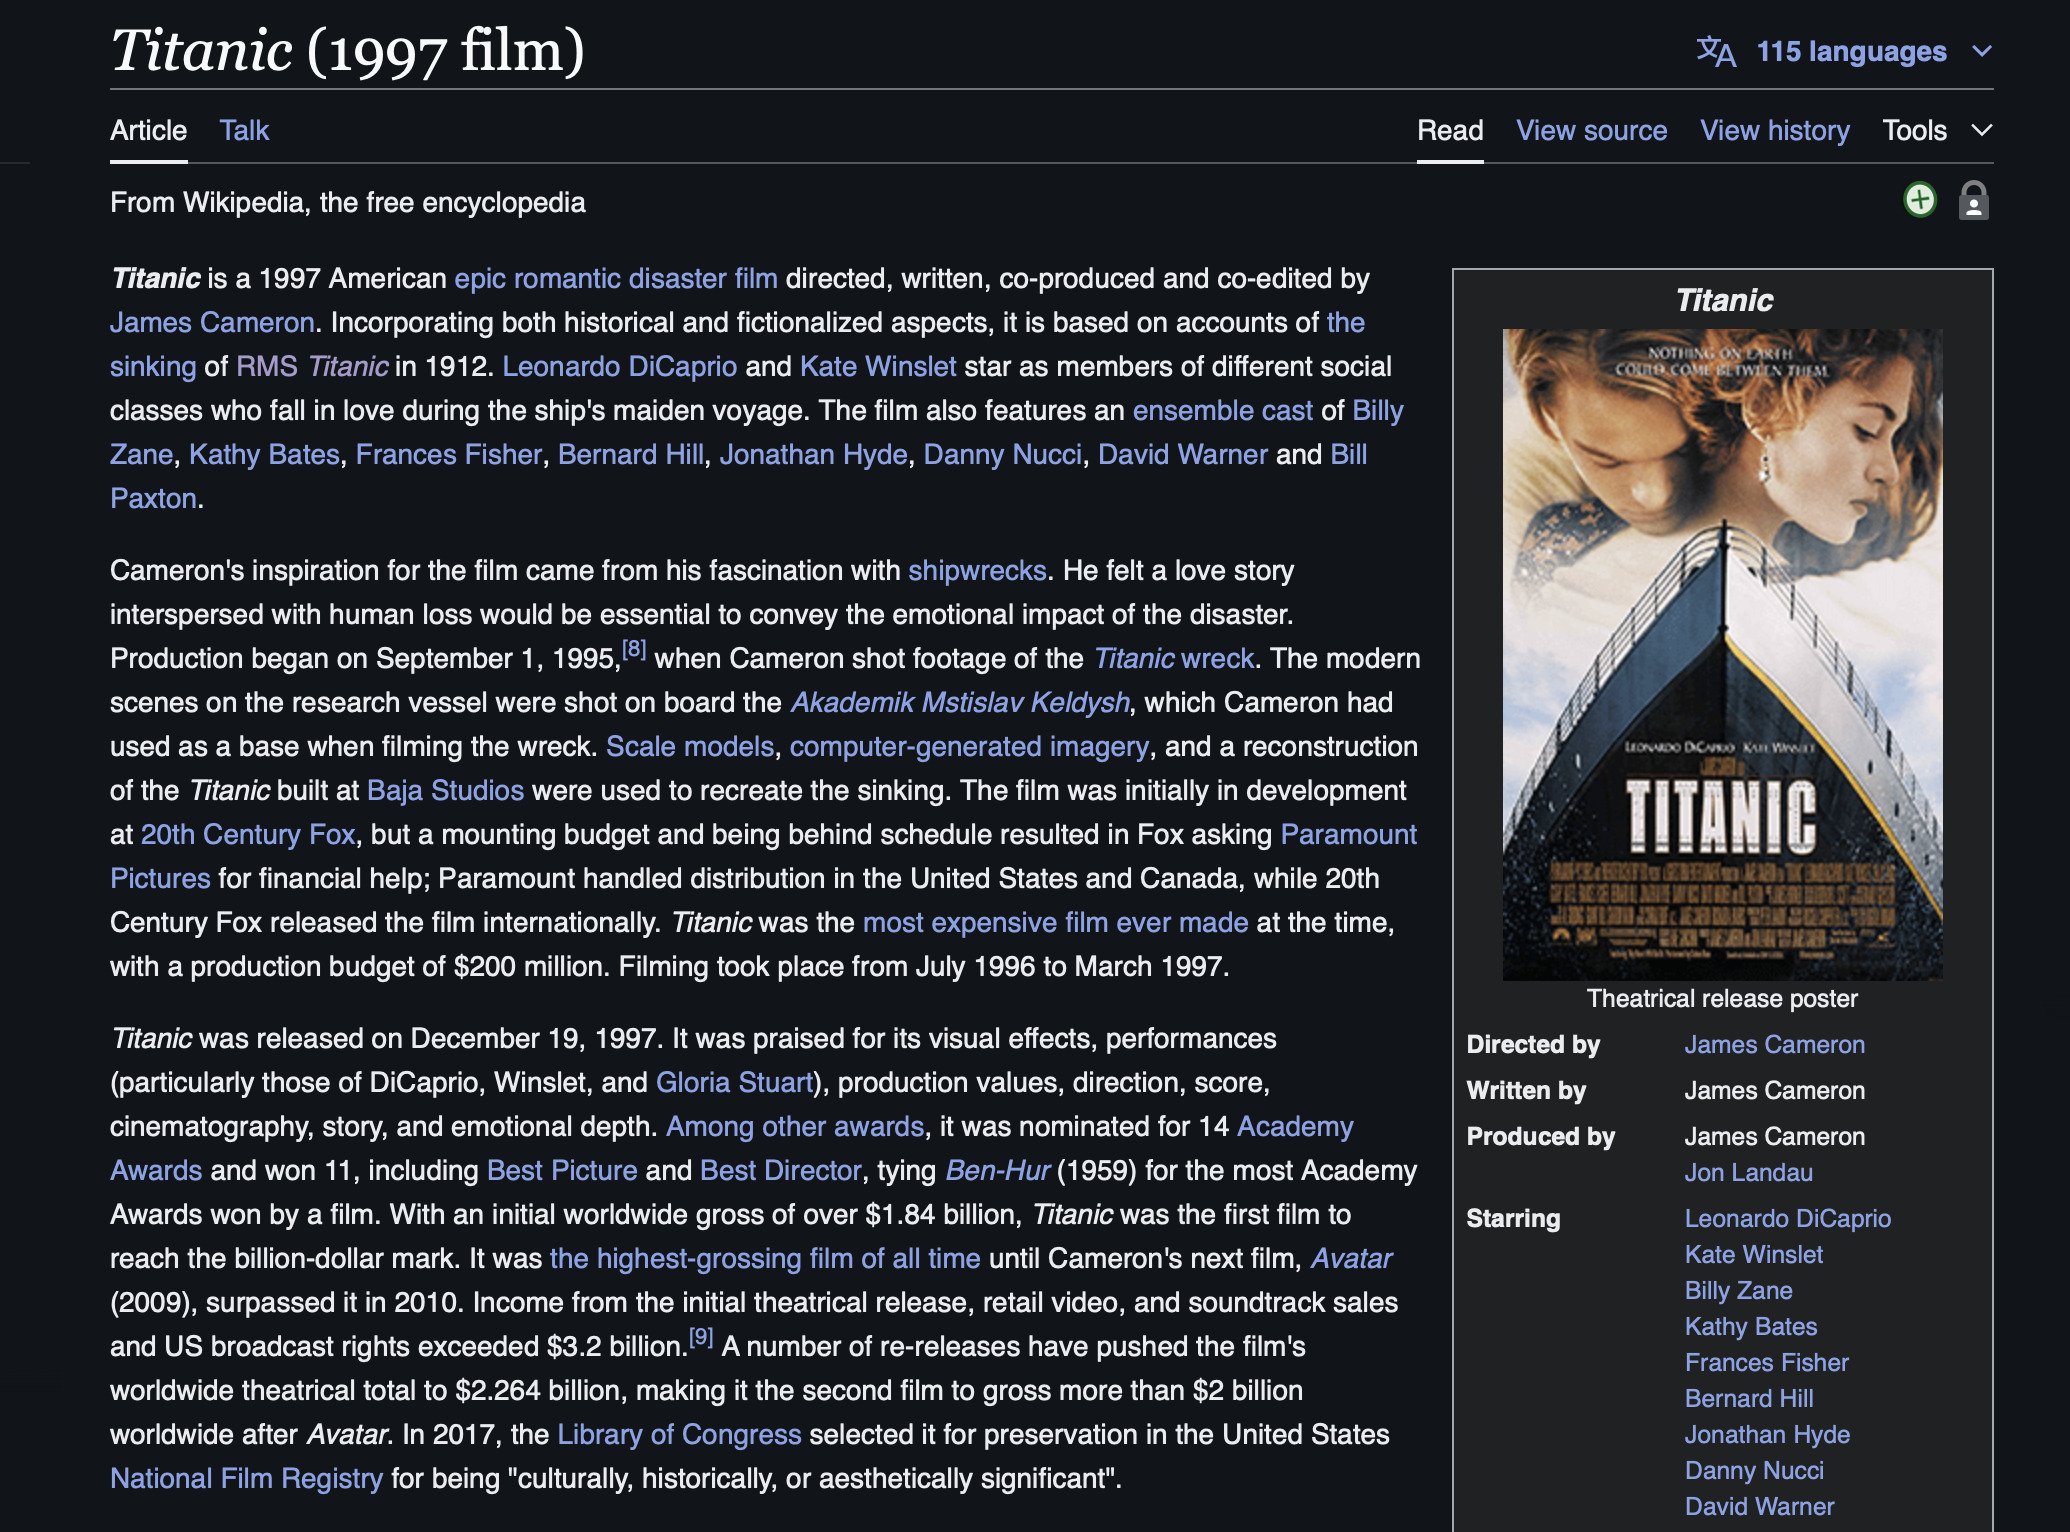 Titanic (1997 film)
115 languages
Article
Talk
Read
View source
View history
Tools
From Wikipedia, the free encyclopedia
Titanic is a 1997 American epic romantic disaster film directed, written, co-produced and co-edited by
James Cameron. Incorporating both historical and fictionalized aspects, it is based on accounts of the
sinking of RMS Titanic in 1912. Leonardo DiCaprio and Kate Winslet star as members of different social
classes who fall in love during the ship's maiden voyage. The film also features an ensemble cast of Billy
Zane, Kathy Bates, Frances Fisher, Bernard Hill, Jonathan Hyde, Danny Nucci, David Warner and Bill
Paxton.
Cameron's inspiration for the film came from his fascination with shipwrecks. He felt a love story
interspersed with human loss would be essential to convey the emotional impact of the disaster.
Production began on September 1, 1995,[8] when Cameron shot footage of the Titanic wreck. The modern
scenes on the research vessel were shot on board the Akademik Mstislav Keldysh, which Cameron had
used as a base when filming the wreck. Scale models, computer-generated imagery, and a reconstruction
of the Titanic built at Baja Studios were used to recreate the sinking. The film was initially in development
at 20th Century Fox, but a mounting budget and being behind schedule resulted in Fox asking Paramount
Pictures for financial help; Paramount handled distribution in the United States and Canada, while 20th
Century Fox released the film internationally. Titanic was the most expensive film ever made at the time,
with a production budget of $200 million. Filming took place from July 1996 to March 1997.
Titanic was released on December 19, 1997. It was praised for its visual effects, performances
(particularly those of DiCaprio, Winslet, and Gloria Stuart), production values, direction, score,
cinematography, story, and emotional depth. Among other awards, it was nominated for 14 Academy
Awards and won 11, including Best Picture and Best Director, tying Ben-Hur (1959) for the most Academy
Awards won by a film. With an initial worldwide gross of over $1.84 billion, Titanic was the first film to
reach the billion-dollar mark. It was the highest-grossing film of all time until Cameron's next film, Avatar
(2009), surpassed it in 2010. Income from the initial theatrical release, retail video, and soundtrack sales
and US broadcast rights exceeded $3.2 billion.[9] A number of re-releases have pushed the film's
worldwide theatrical total to $2.264 billion, making it the second film to gross more than $2 billion
worldwide after Avatar. In 2017, the Library of Congress selected it for preservation in the United States
National Film Registry for being "culturally, historically, or aesthetically significant".
Titanic
NOTHING ON EARTH
COULD COME BETWEEN THEM.
LEONARDO DICAPRIO KATE WINSLET
TITANIC
Theatrical release poster
Directed by
James Cameron
Written by
James Cameron
Produced by
James Cameron
Jon Landau
Starring
Leonardo DiCaprio
Kate Winslet
Billy Zane
Kathy Bates
Frances Fisher
Bernard Hill
Jonathan Hyde
Danny Nucci
David Warner